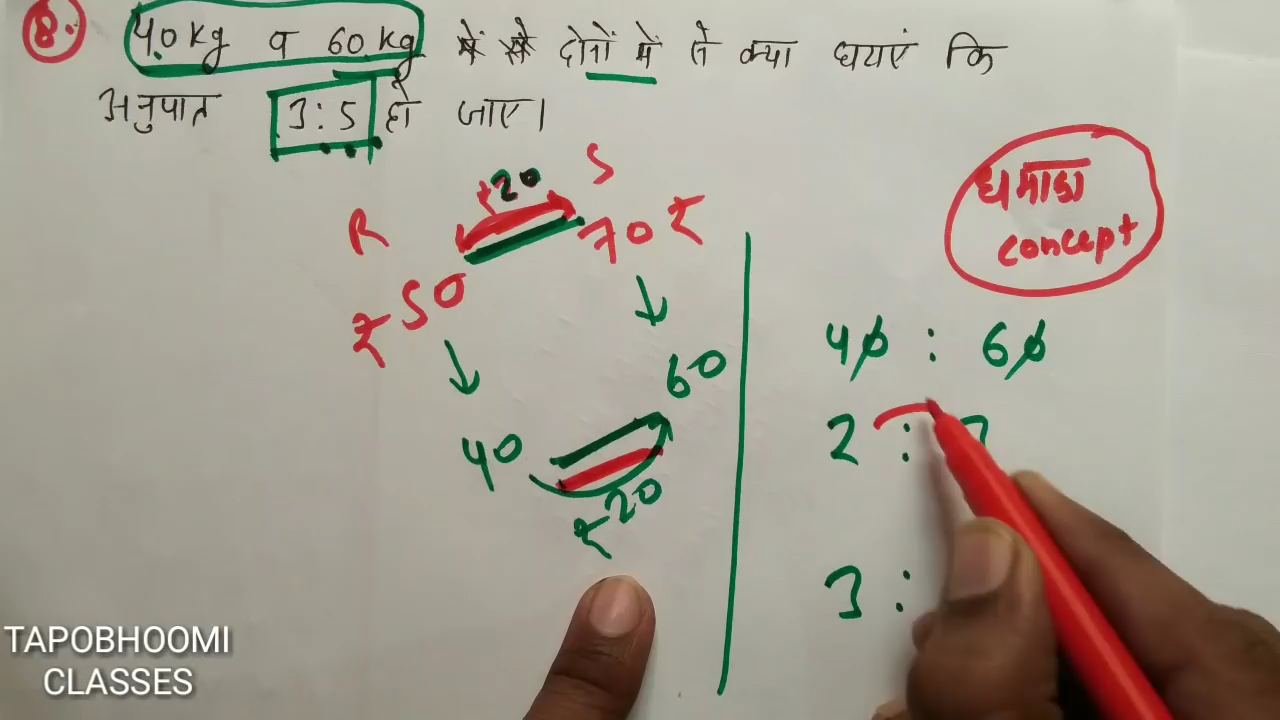 8. 40 kg व 60 kg दोनों में से क्या घटाएं कि
अनुपात 3:5 हो जाए।
₹20
R S
₹50 70₹
40 60
₹20
धमाका
concept
40 : 60
2 :
3 :
TAPOBHOOMI
CLASSES